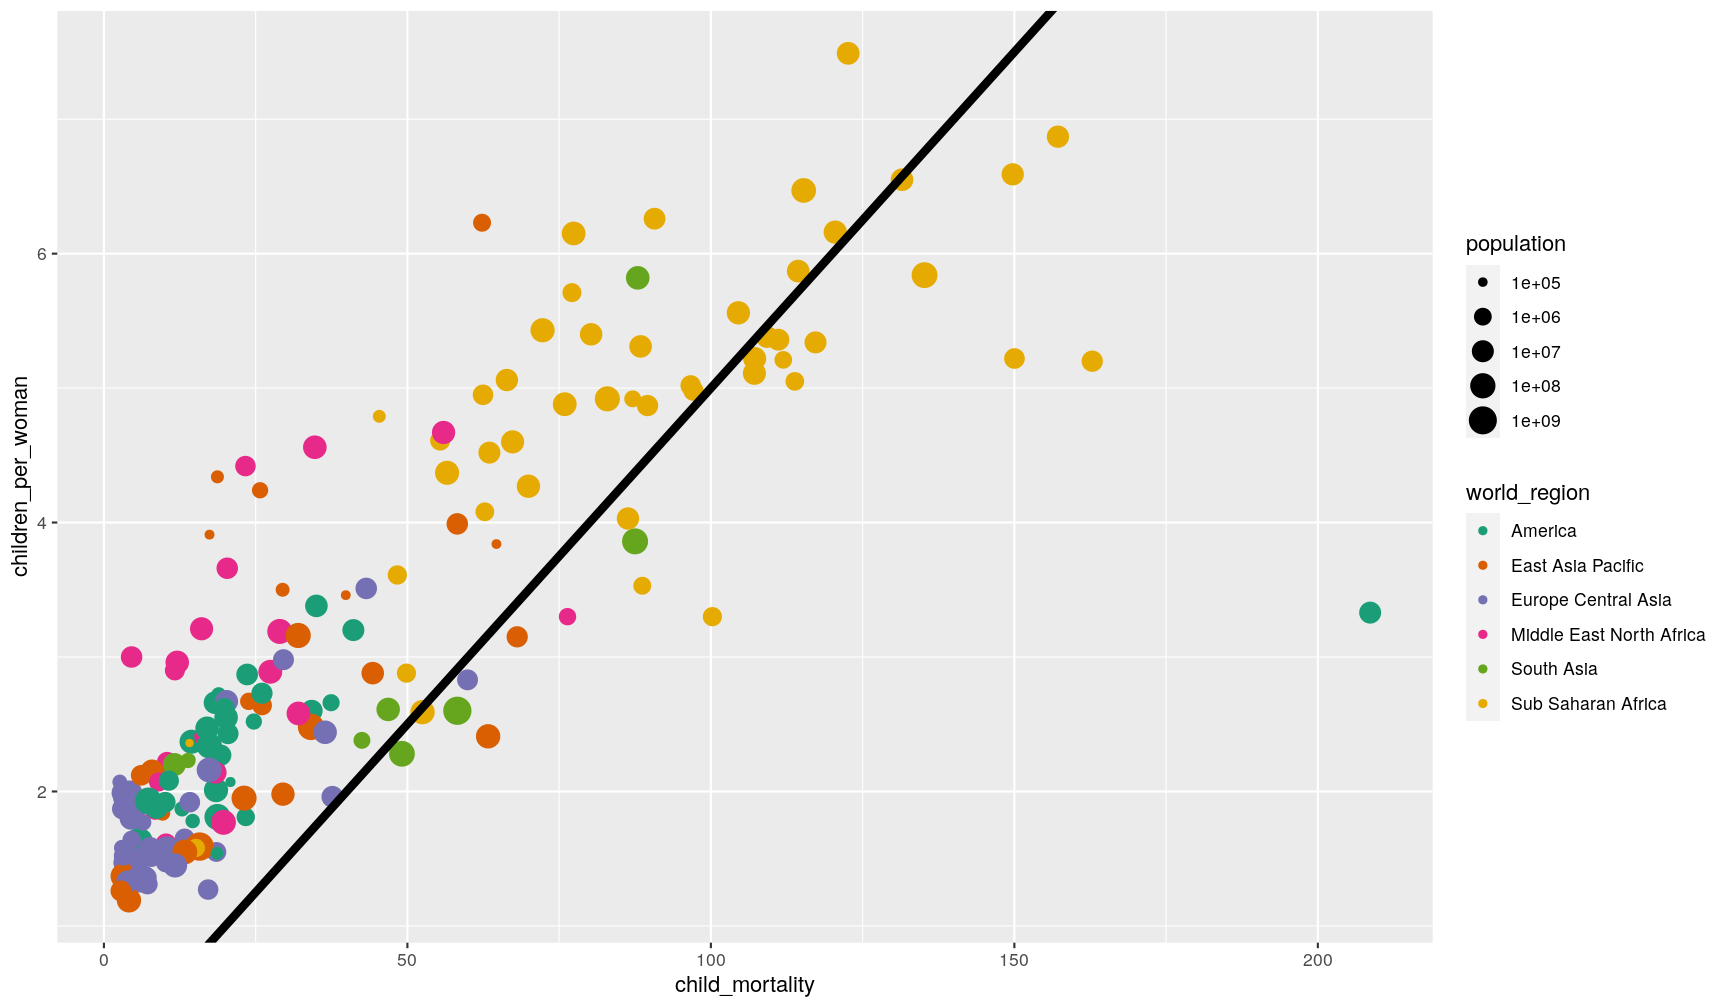 children_per_woman
6
4
2
0
50
100
150
200
child_mortality
population
1e+05
1e+06
1e+07
1e+08
1e+09
world_region
America
East Asia Pacific
Europe Central Asia
Middle East North Africa
South Asia
Sub Saharan Africa